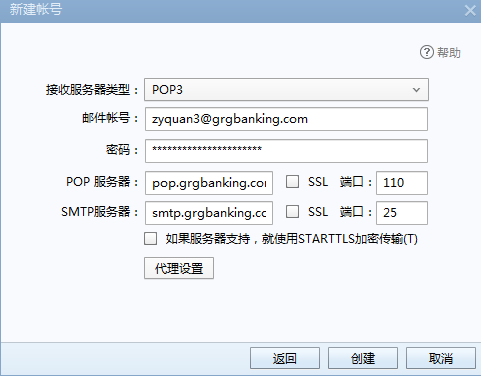 新建帐号
帮助
接收服务器类型： POP3
邮件帐号： zyquan3@grgbanking.com
密码： **********************
POP 服务器： pop.grgbanking.con SSL 端口： 110
SMTP服务器： smtp.grgbanking.cc SSL 端口： 25
如果服务器支持，就使用STARTTLS加密传输(T)
代理设置
返回 创建 取消